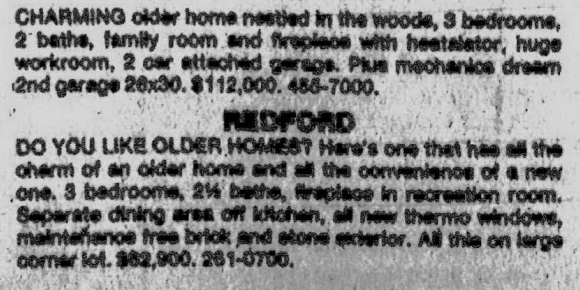 CHARMING older home nestled in the woods, 3 bedrooms,
2 baths, family room and fireplace with heatalator, huge
workroom, 2 car attached garage. Plus mechanics dream
2nd garage 26x30. $112,000. 455-7000.
REDFORD
DO YOU LIKE OLDER HOMES? Here's one that has all the
charm of an older home and all the convenience of a new
one. 3 bedrooms, baths, fireplace in recreation room.
Separate dining area off kitchen, all new thermo windows,
maintenance free brick and stone exterior. All this on large
corner lot. 261-0700.